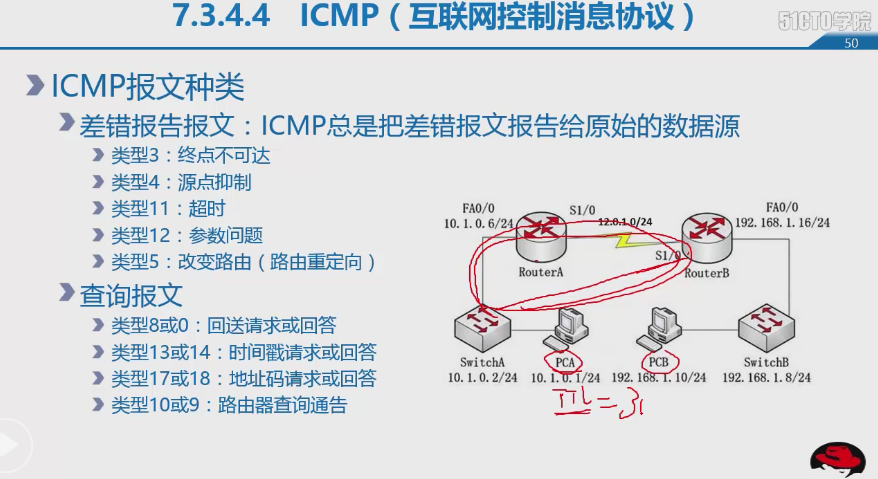 7.3.4.4 ICMP（互联网控制消息协议）
51CTO学院
50
ICMP报文种类
差错报告报文：ICMP总是把差错报文报告给原始的数据源
类型3：终点不可达
类型4：源点抑制
类型11：超时
类型12：参数问题
类型5：改变路由（路由重定向）
查询报文
类型8或0：回送请求或回答
类型13或14：时间戳请求或回答
类型17或18：地址码请求或回答
类型10或9：路由器查询通告
FA0/0
10.1.0.6/24
S1/0
12.0.1.0/24
FA0/0
192.168.1.16/24
S1/0
RouterA
RouterB
SwitchA
10.1.0.2/24
PCA
10.1.0.1/24
PCB
192.168.1.10/24
SwitchB
192.168.1.8/24